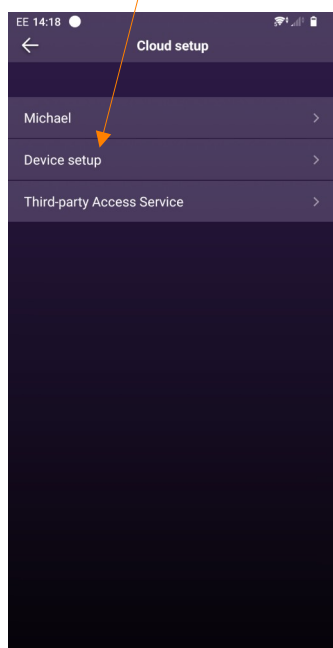 EE 14:18
Cloud setup
Michael
Device setup
Third-party Access Service